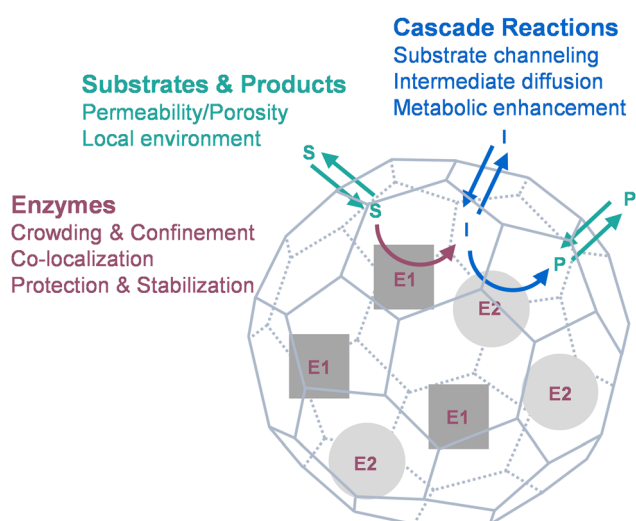 Cascade Reactions
Substrate channeling
Intermediate diffusion
Metabolic enhancement
Substrates & Products
Permeability/Porosity
Local environment
Enzymes
Crowding & Confinement
Co-localization
Protection & Stabilization
I
S
S
I
P
P
E1
E2
E1
E2
E1
E2